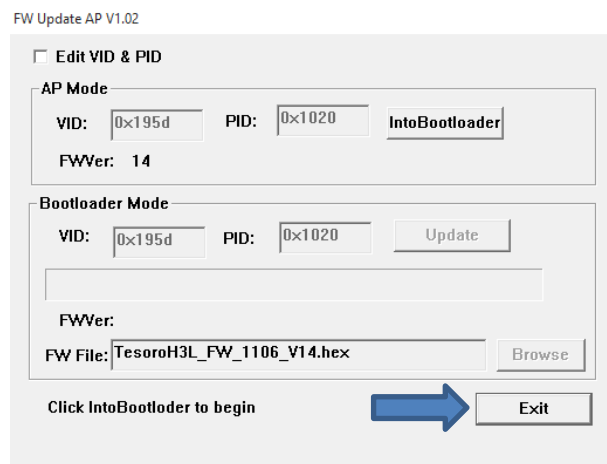 FW Update AP V1.02
Edit VID & PID
AP Mode
VID: 0x195d PID: 0x1020 IntoBootloader
FWVer: 14
Bootloader Mode
VID: 0x195d PID: 0x1020 Update
FWVer:
FW File: TesoroH3L_FW_1106_V14.hex Browse
Click IntoBootloder to begin Exit